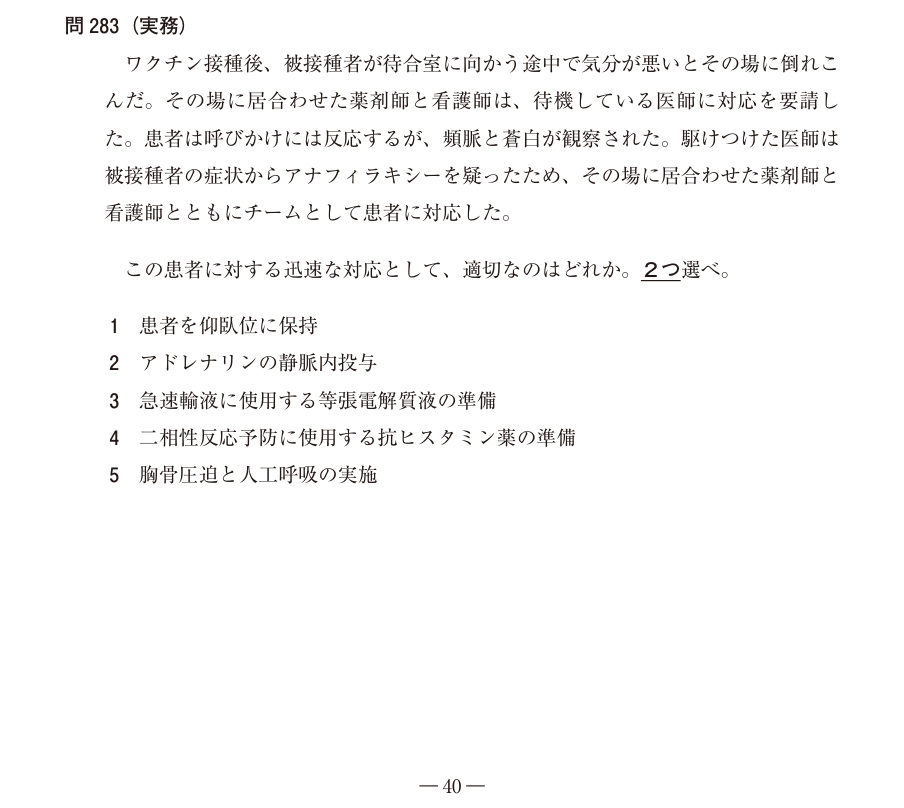 問 283（実務）
ワクチン接種後、被接種者が待合室に向かう途中で気分が悪いとその場に倒れこ
んだ。その場に居合わせた薬剤師と看護師は、待機している医師に対応を要請し
た。患者は呼びかけには反応するが、頻脈と蒼白が観察された。駆けつけた医師は
被接種者の症状からアナフィラキシーを疑ったため、その場に居合わせた薬剤師と
看護師とともにチームとして患者に対応した。
この患者に対する迅速な対応として、適切なのはどれか。2つ選べ。
1 患者を仰臥位に保持
2 アドレナリンの静脈内投与
3 急速輸液に使用する等張電解質液の準備
4 二相性反応予防に使用する抗ヒスタミン薬の準備
5 胸骨圧迫と人工呼吸の実施
— 40 —